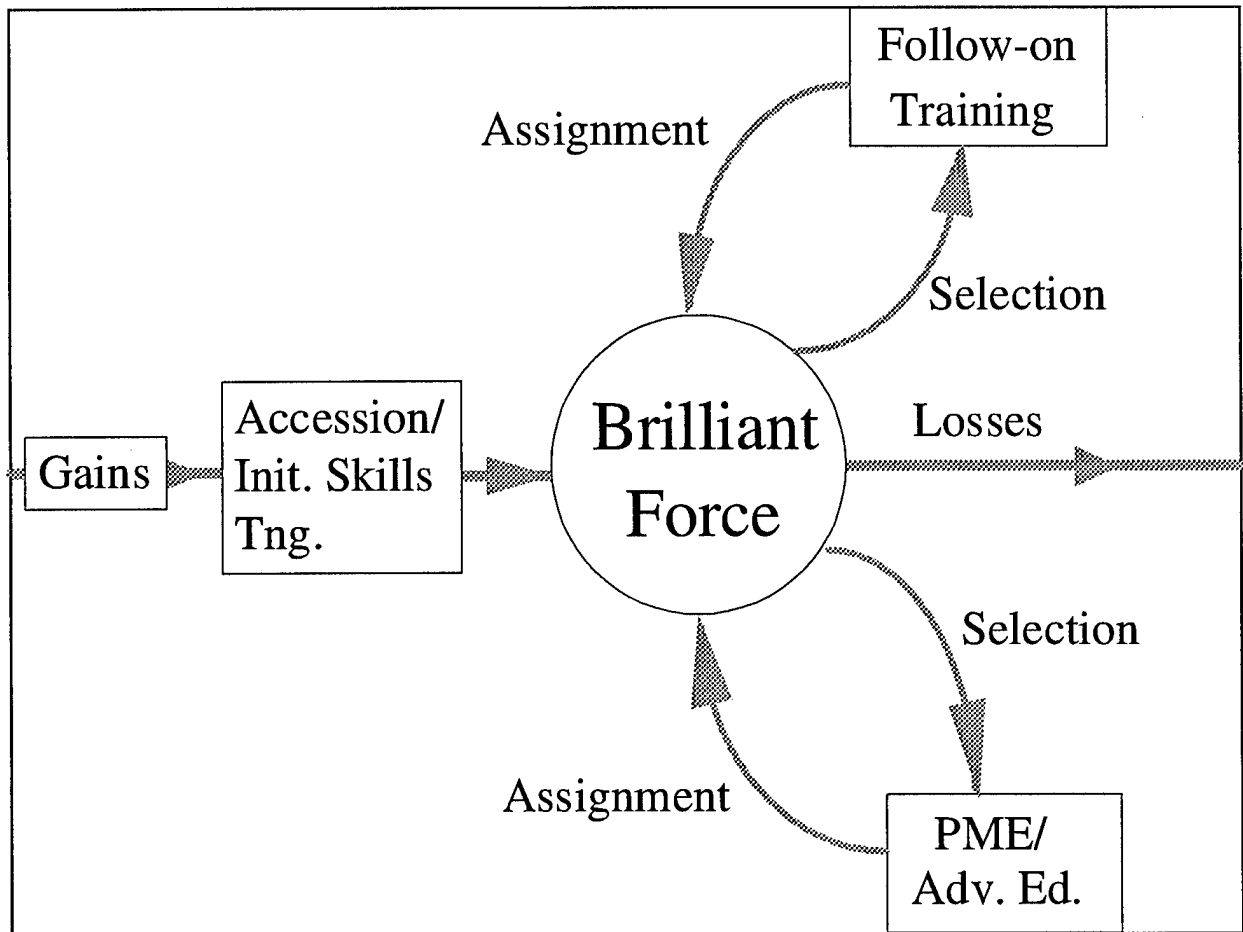 Follow-on
Training
Assignment
Selection
Accession/
Init. Skills
Tng.
Gains
Brilliant
Force
Losses
Selection
Assignment
PME/
Adv. Ed.